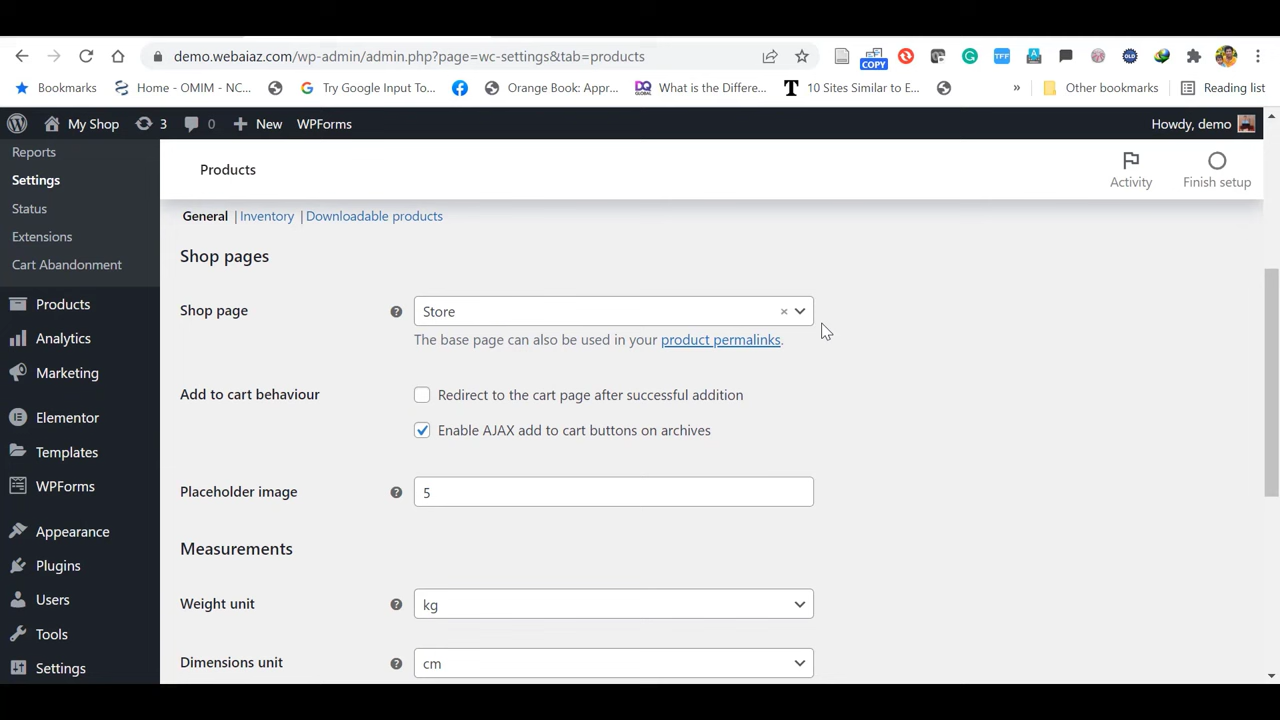 demo.webaiaz.com/wp-admin/admin.php?page=wc-settings&tab=products
COPY
OLD
TFF
Bookmarks
Home - OMIM - NC...
Try Google Input To...
Orange Book: Appr...
DQ GLOBAL
What is the Differe...
T
10 Sites Similar to E...
»
Other bookmarks
Reading list
My Shop
3
0
New
WPForms
Howdy, demo
Reports
Settings
Status
Extensions
Cart Abandonment
Products
Analytics
Marketing
Elementor
Templates
WPForms
Appearance
Plugins
Users
Tools
Settings
Products
Activity
Finish setup
General | Inventory | Downloadable products
Shop pages
Shop page
Store
×
The base page can also be used in your product permalinks.
Add to cart behaviour
Redirect to the cart page after successful addition
Enable AJAX add to cart buttons on archives
Placeholder image
5
Measurements
Weight unit
kg
Dimensions unit
cm